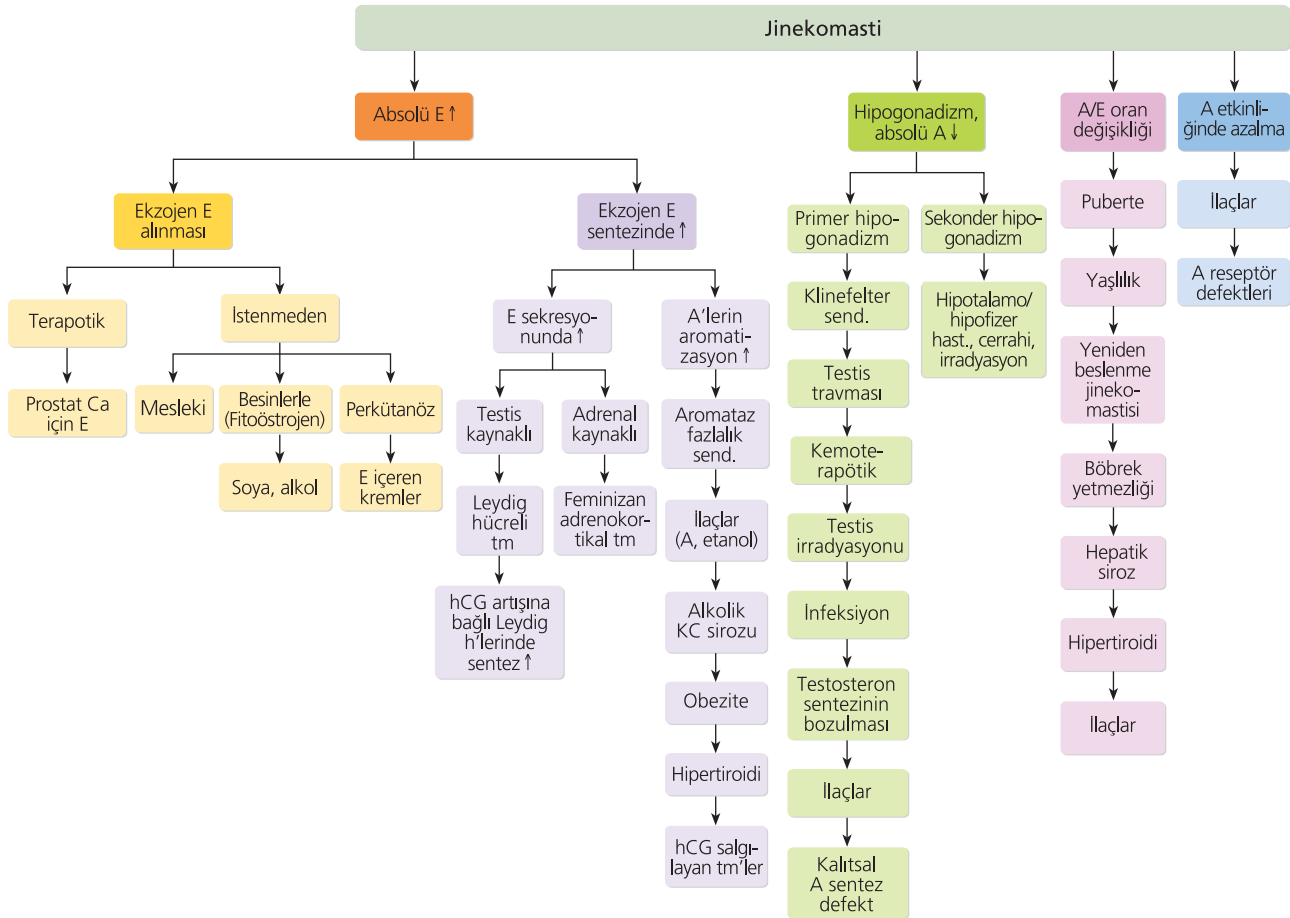 Jinekomasti
Absolü E ↑
Hipogonadizm,
absolü A ↓
A/E oran
değişikliği
A etkinli-
ğinde azalma
Ekzojen E
alınması
Ekzojen E
sentezinde ↑
Primer hipo-
gonadizm
Sekonder hipo-
gonadizm
Puberte
İlaçlar
Terapotik
İstenmeden
E sekresyo-
nunda ↑
A'lerin
aromati-
zasyon ↑
Klinefelter
send.
Hipotalamo/
hipofizer
hast., cerrahi,
irradyasyon
Yaşlılık
A reseptör
defektleri
Prostat Ca
için E
Mesleki
Besinlerle
(Fitoöstrojen)
Perkütanöz
Testis
kaynaklı
Adrenal
kaynaklı
Aromataz
fazlalık
send.
Testis
travması
Yeniden
beslenme
jineko-
mastisi
Soya, alkol
E içeren
kremler
Leydig
hücreli
tm
Feminizan
adrenokor-
tikal tm
İlaçlar
(A, etanol)
Kemote-
rapötik
Böbrek
yetmezliği
Testis
irradyasyonu
Hepatik
siroz
hCG artışına
bağlı Leydig
h'lerinde
sentez ↑
Alkolik
KC sirozu
İnfeksiyon
Hipertiroidi
Obezite
Testosteron
sentezinin
bozulması
İlaçlar
Hipertiroidi
İlaçlar
hCG salgı-
layan tm'ler
Kalıtsal
A sentez
defekt